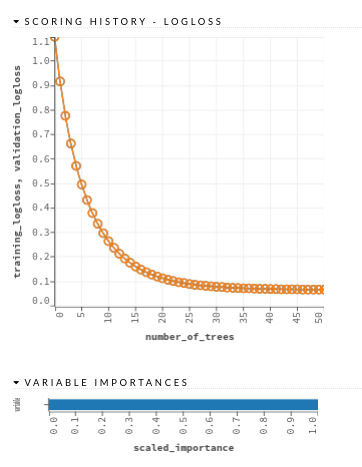 SCORING HISTORY - LOGLOSS
training_logloss, validation_logloss
1.1
1.0
0.9
0.8
0.7
0.6
0.5
0.4
0.3
0.2
0.1
0.0
0 5 10 15 20 25 30 35 40 45 50
number_of_trees
VARIABLE IMPORTANCES
variable
0.0 0.1 0.2 0.3 0.4 0.5 0.6 0.7 0.8 0.9 1.0
scaled_importance